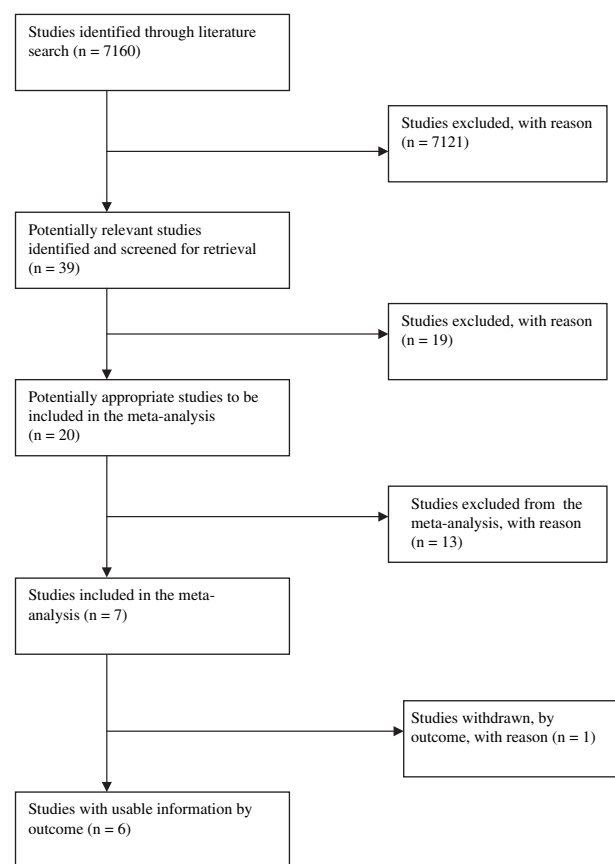 Studies identified through literature
search (n = 7160)
Studies excluded, with reason
(n = 7121)
Potentially relevant studies
identified and screened for retrieval
(n = 39)
Studies excluded, with reason
(n = 19)
Potentially appropriate studies to be
included in the meta-analysis
(n = 20)
Studies excluded from the
meta-analysis, with reason
(n = 13)
Studies included in the meta-
analysis (n = 7)
Studies withdrawn, by
outcome, with reason (n = 1)
Studies with usable information by
outcome (n = 6)